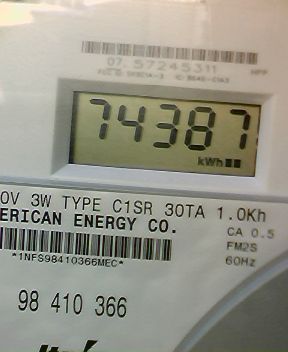 07. 57245311
HPP
74387
kWh
0V 3W TYPE C1SR 30TA 1.0Kh
ERICAN ENERGY CO.
CA 0.5
FM2S
60Hz
*1NFS98410366MEC*
98 410 366